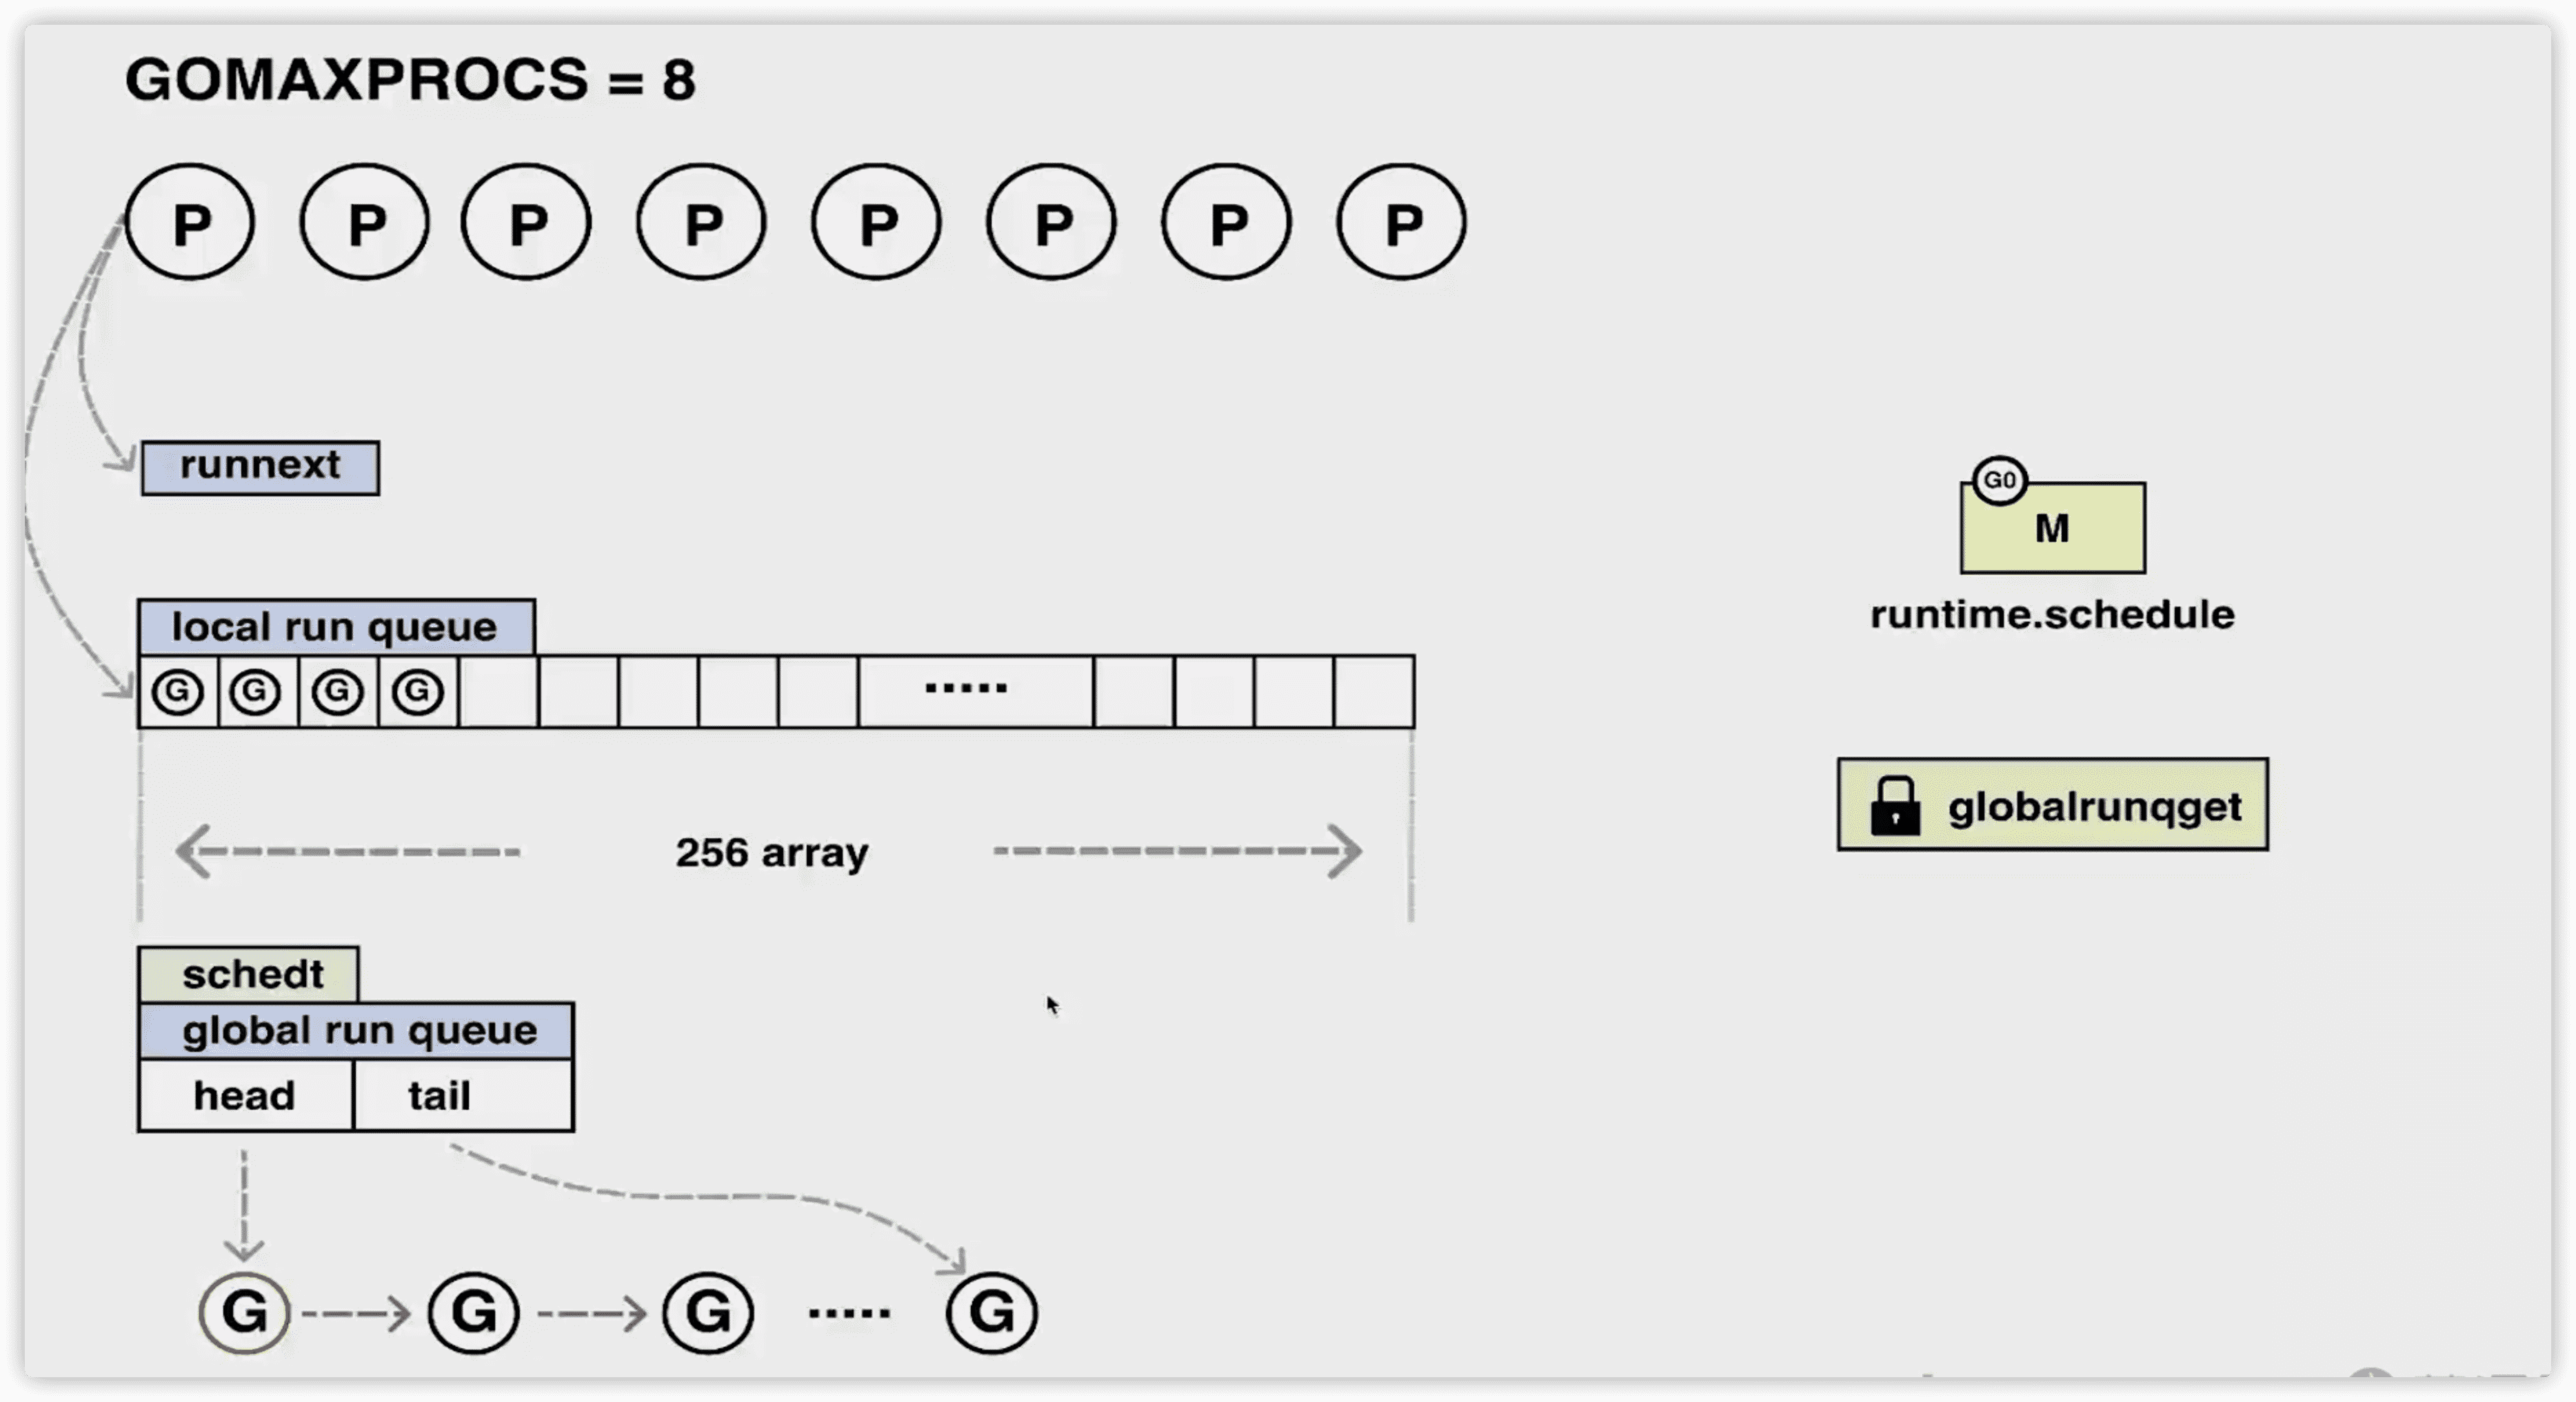 GOMAXPROCS = 8
P P P P P P P P
runnext
G0
M
runtime.schedule
local run queue
G G G G .....
globalrunqget
256 array
schedt
global run queue
head tail
G G G ..... G